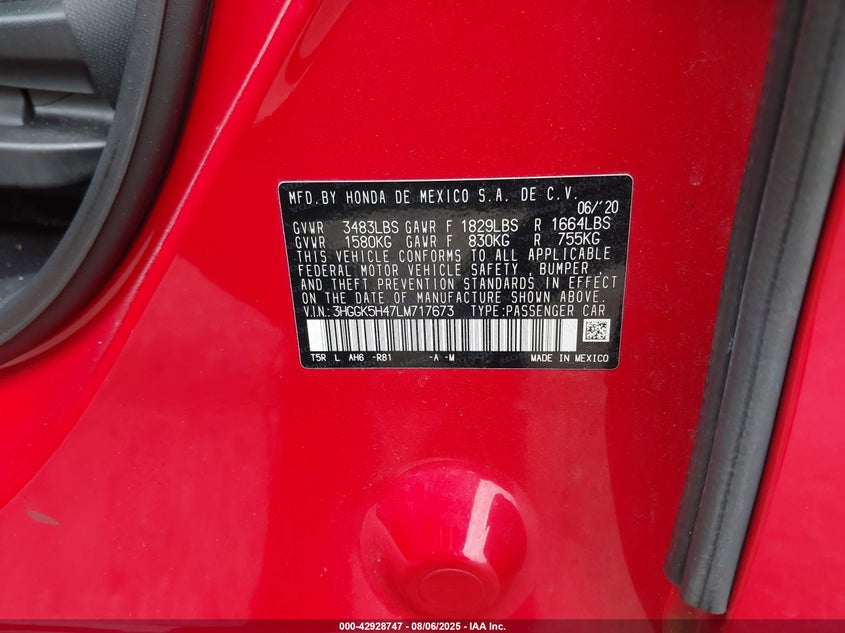 MFD. BY HONDA DE MEXICO S.A. DE C.V.
06/'20
GVWR 3483LBS GAWR F 1829LBS R 1664LBS
GVWR 1580KG GAWR F 830KG R 755KG
THIS VEHICLE CONFORMS TO ALL APPLICABLE
FEDERAL MOTOR VEHICLE SAFETY, BUMPER
AND THEFT PREVENTION STANDARDS IN EFFECT
ON THE DATE OF MANUFACTURE SHOWN ABOVE.
V.I.N.: 3HGGK5H47LM717673 TYPE:PASSENGER CAR
T5R L AH6 -R81 -A -M MADE IN MEXICO
000-42928747 - 08/06/2025 - IAA Inc.